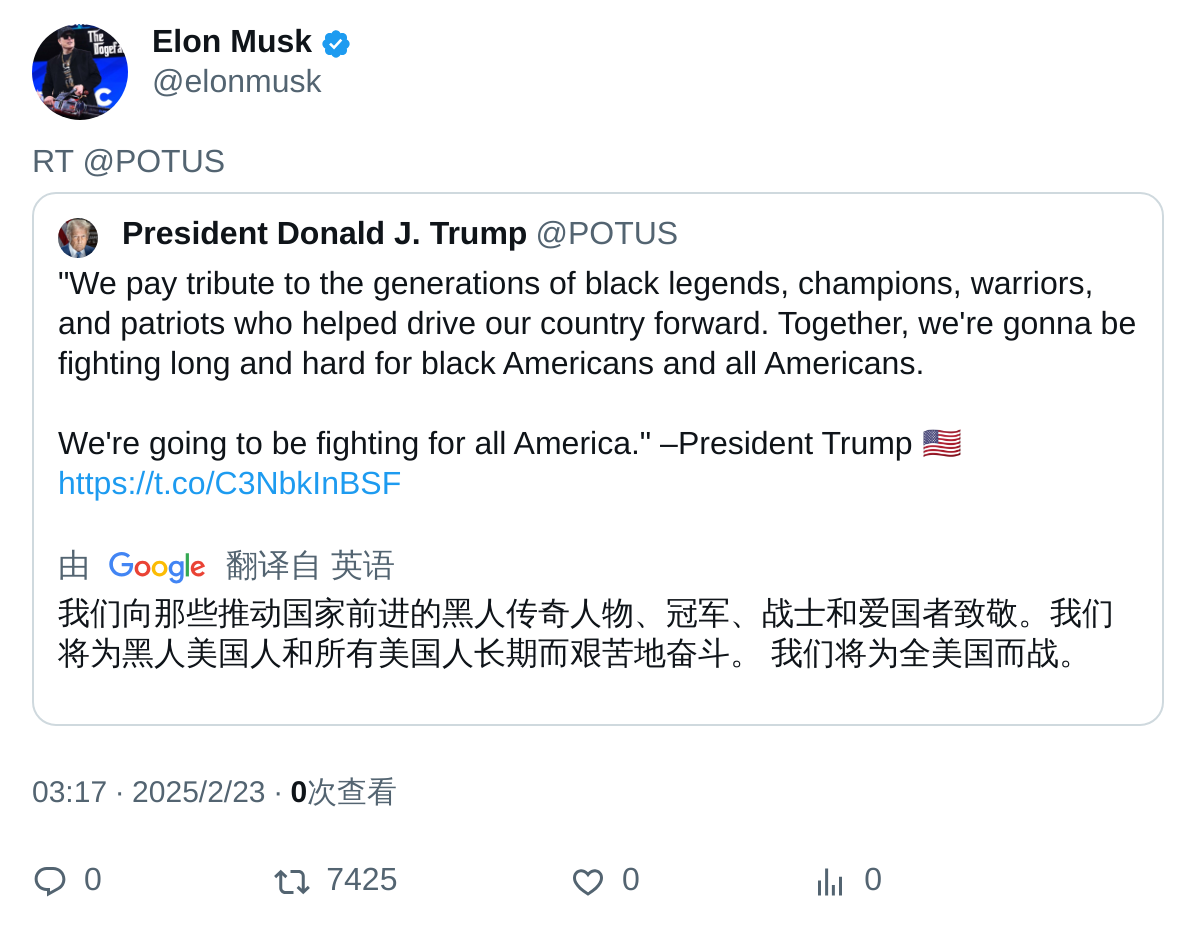 The
Dogefa
C
Elon Musk
@elonmusk
RT @POTUS
President Donald J. Trump @POTUS
"We pay tribute to the generations of black legends, champions, warriors,
and patriots who helped drive our country forward. Together, we're gonna be
fighting long and hard for black Americans and all Americans.
We're going to be fighting for all America." –President Trump 🇺🇸
https://t.co/C3NbkInBSF
由 Google 翻译自 英语
我们向那些推动国家前进的黑人传奇人物、冠军、战士和爱国者致敬。我们
将为黑人美国人和所有美国人长期而艰苦地奋斗。 我们将为全美国而战。
03:17 · 2025/2/23 · 0次查看
0 7425 0 0